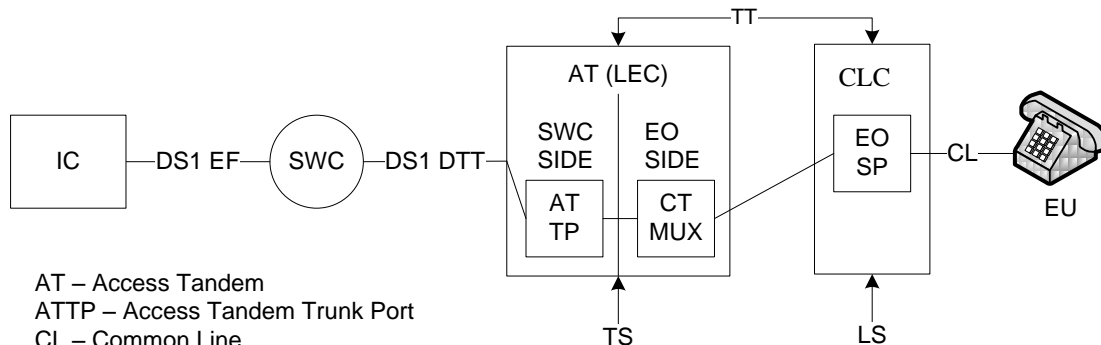 TT
AT (LEC)
CLC
SWC
SIDE
EO
SIDE
IC
DS1 EF
SWC
DS1 DTT
AT
TP
CT
MUX
EO
SP
CL
EU
AT – Access Tandem
ATTP – Access Tandem Trunk Port
CL – Common Line
TS
LS